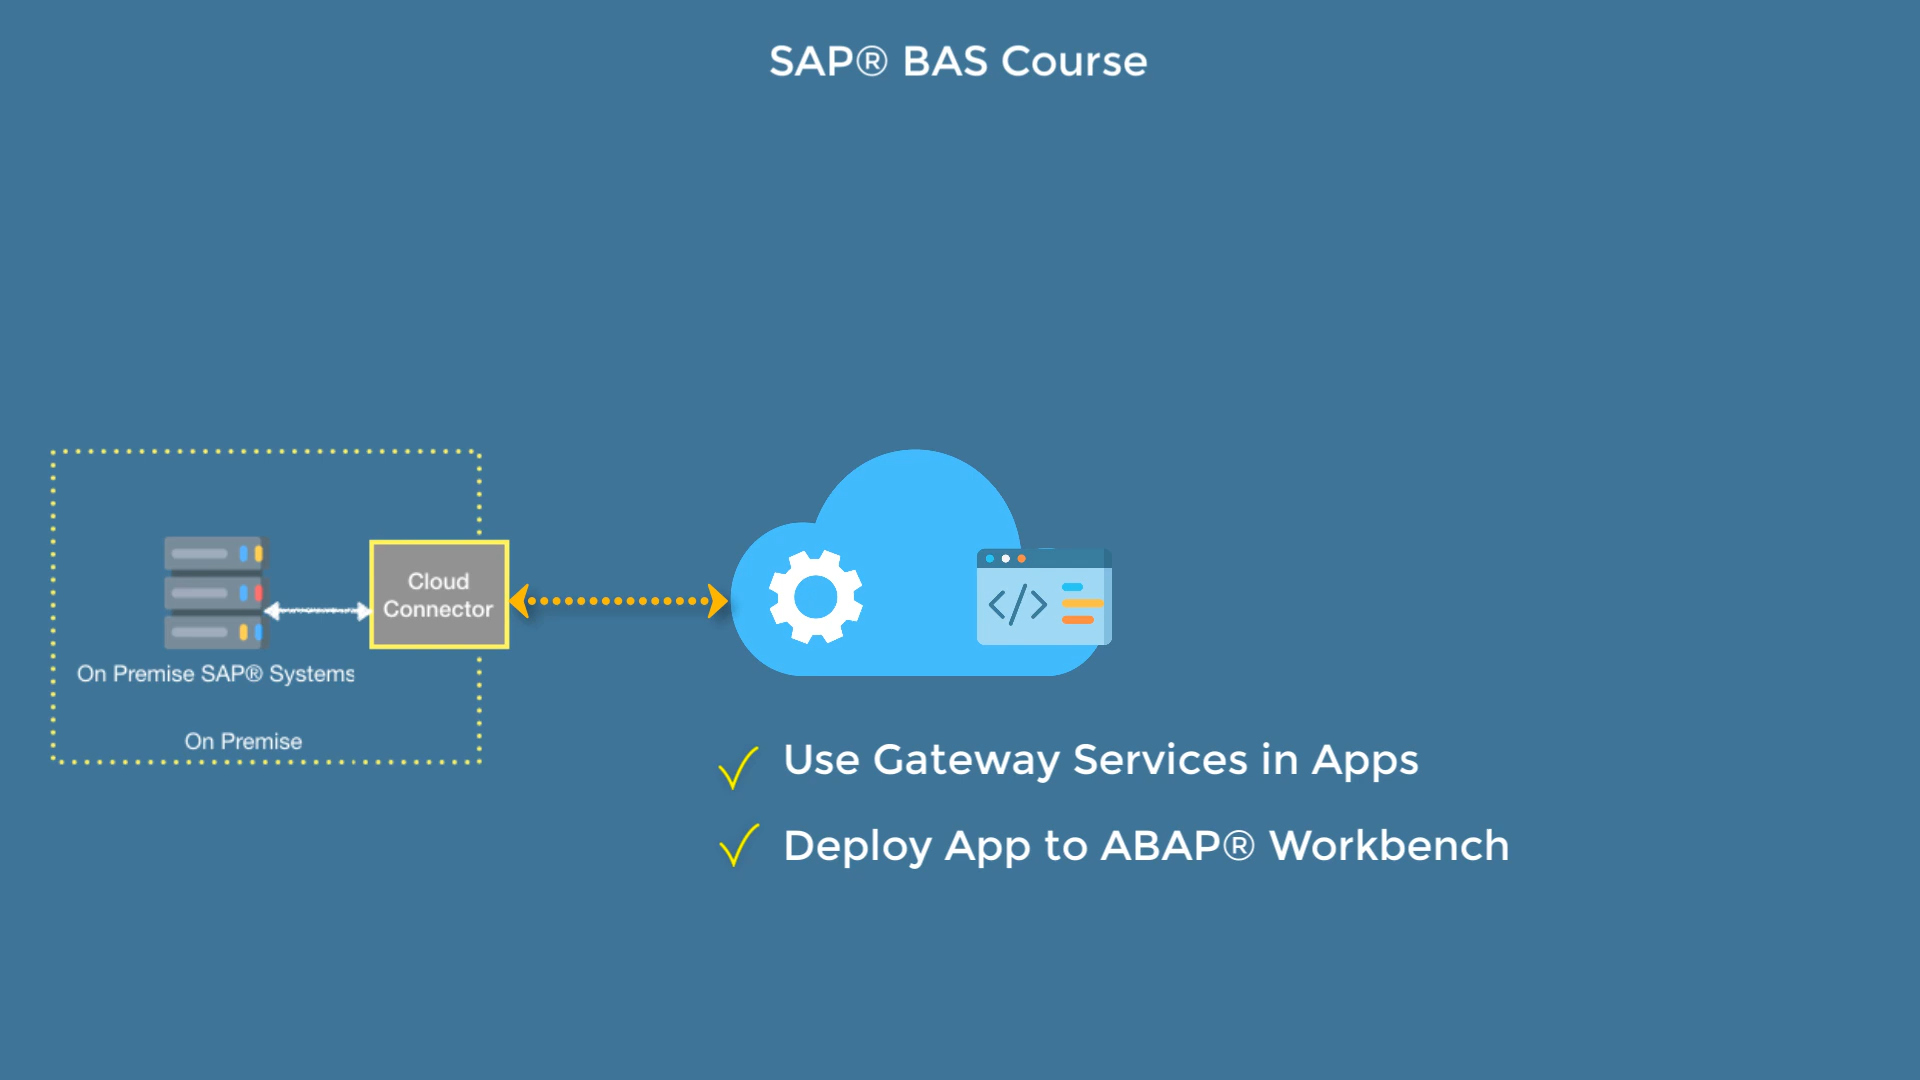 SAP® BAS Course
Cloud
Connector
</>
On Premise SAP® Systems
On Premise
Use Gateway Services in Apps
Deploy App to ABAP® Workbench